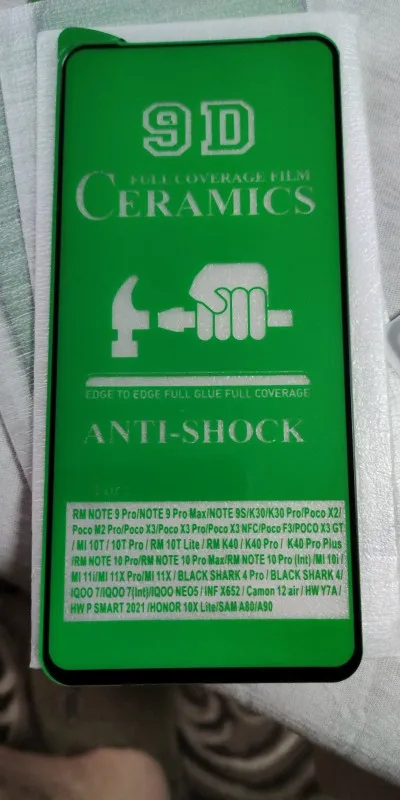 9D
FULL COVERAGE FILM
CERAMICS
EDGE TO EDGE FULL GLUE FULL COVERAGE
ANTI-SHOCK
For
RM NOTE 9 Pro/NOTE 9 Pro Max/NOTE 9S/K30/K30 Pro/Poco X2/
Poco M2 Pro/Poco X3/Poco X3 Pro/Poco X3 NFC/Poco F3/POCO X3 GT
/ MI 10T / 10T Pro / RM 10T Lite / RM K40 / K40 Pro / K40 Pro Plus
/RM NOTE 10 Pro/RM NOTE 10 Pro Max/RM NOTE 10 Pro (Int) /MI 10i /
MI 11i/MI 11X Pro/MI 11X / BLACK SHARK 4 Pro / BLACK SHARK 4/
IQOO 7/IQOO 7(Int)/IQOO NEO5 / INF X652 / Camon 12 air / HW Y7A /
HW P SMART 2021 /HONOR 10X Lite/SAM A80/A90